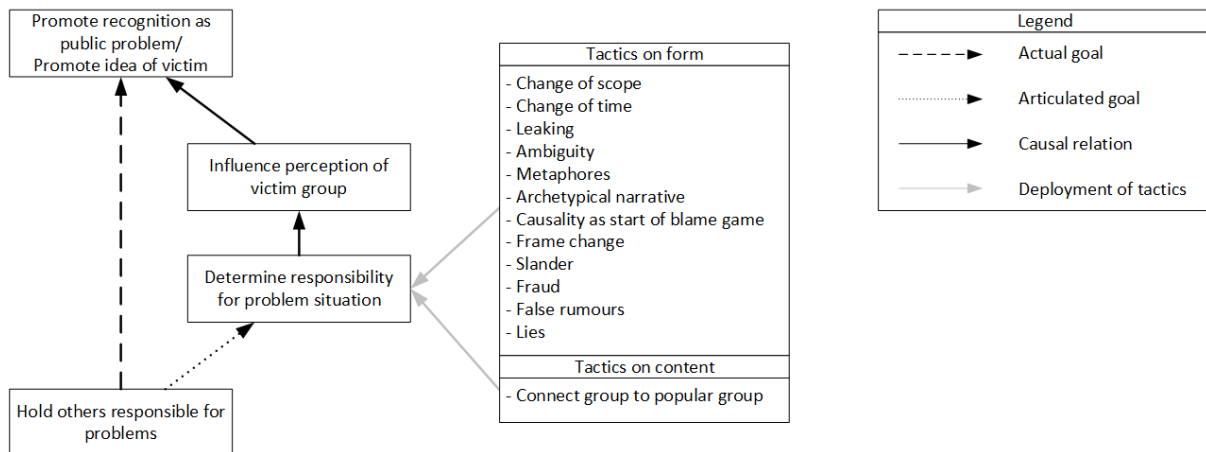 Promote recognition as
public problem/
Promote idea of victim
Influence perception of
victim group
Determine responsibility
for problem situation
Hold others responsible for
problems
Tactics on form
- Change of scope
- Change of time
- Leaking
- Ambiguity
- Metaphores
- Archetypical narrative
- Causality as start of blame game
- Frame change
- Slander
- Fraud
- False rumours
- Lies
Tactics on content
- Connect group to popular group
Legend
Actual goal
Articulated goal
Causal relation
Deployment of tactics